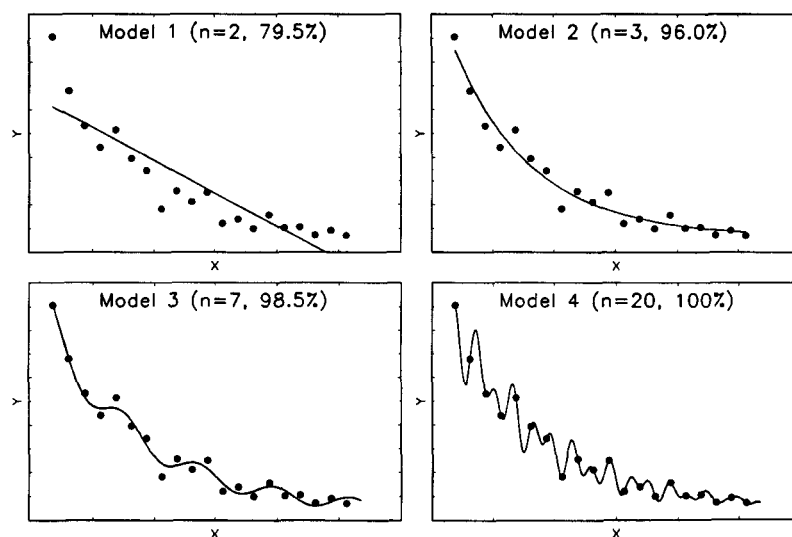 Model 1 (n=2, 79.5%)
Y
X
Model 2 (n=3, 96.0%)
Y
X
Model 3 (n=7, 98.5%)
Y
X
Model 4 (n=20, 100%)
Y
X